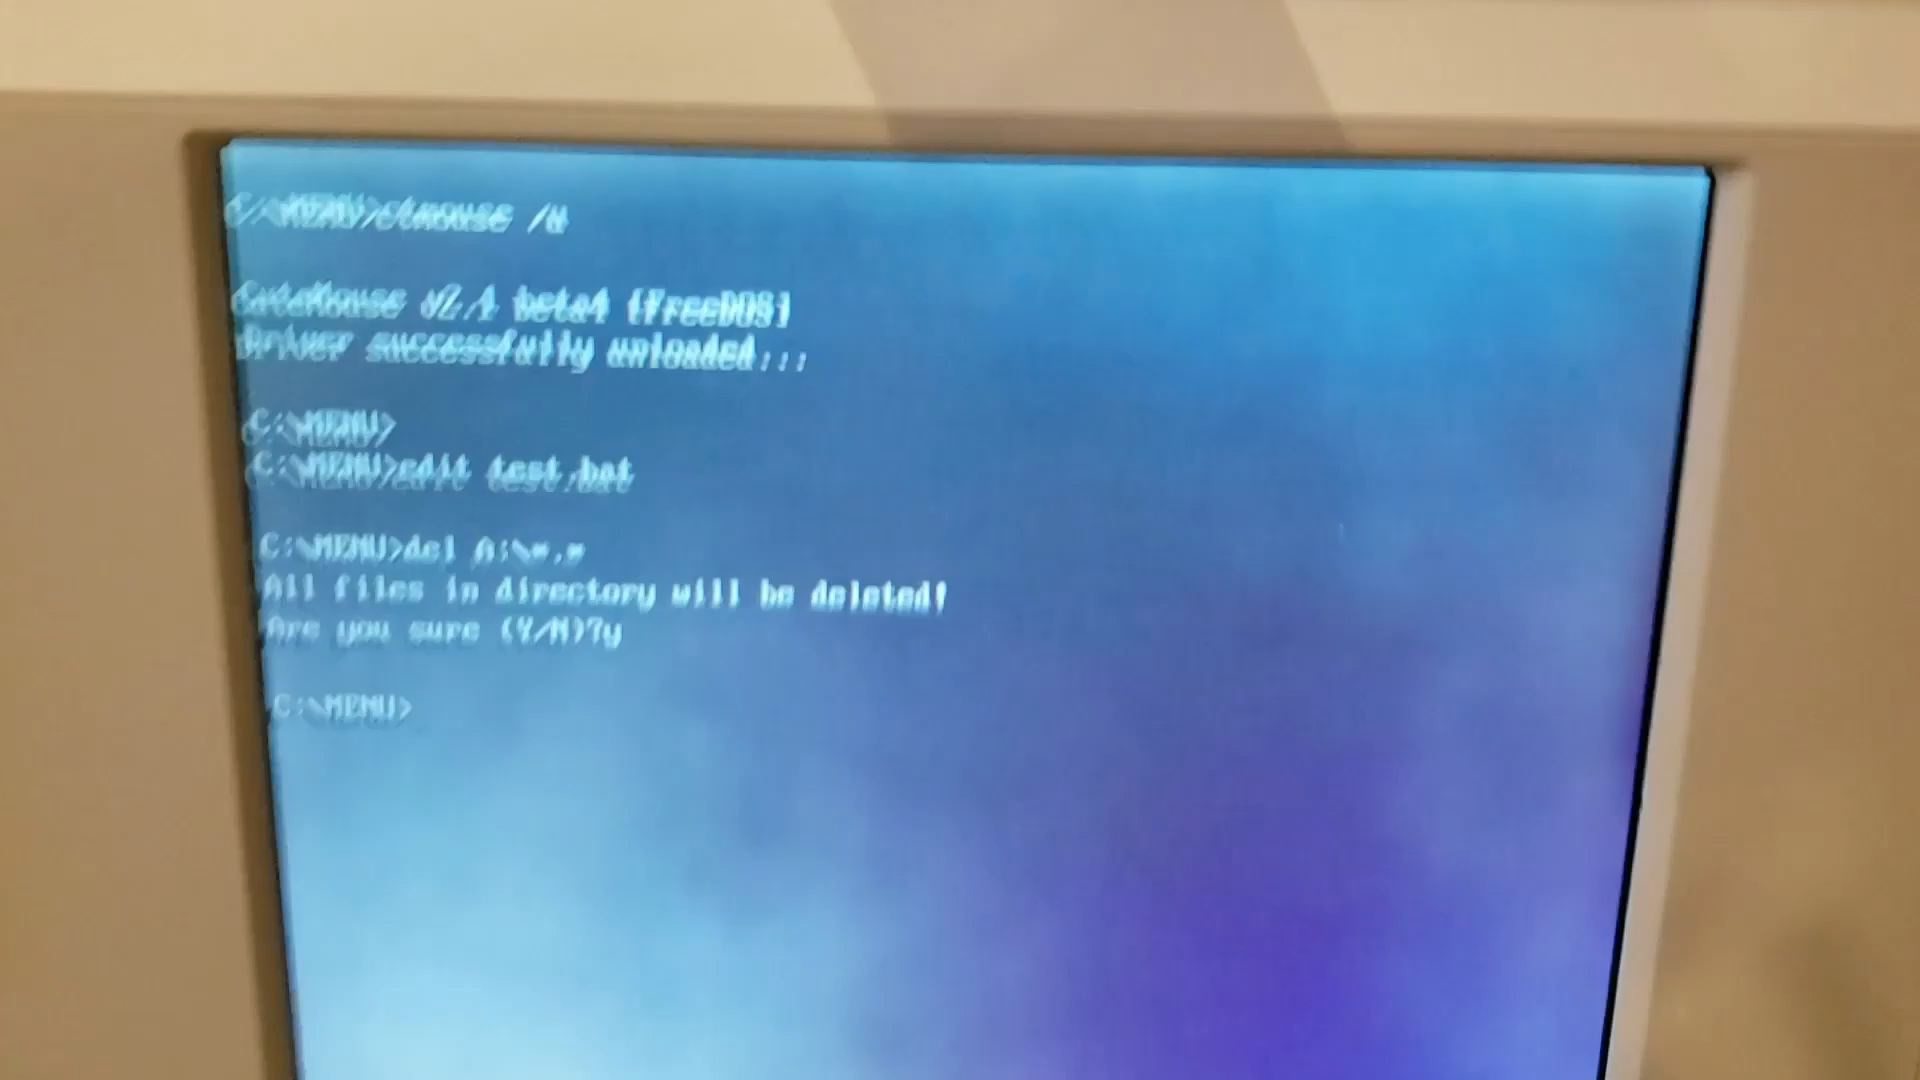 C:\MENU>ctmouse /u
CuteMouse v2.1 beta4 [FreeDOS]
Driver successfully unloaded...
C:\MENU>
C:\MENU>edit test.bat
C:\MENU>del A:\*.*
All files in directory will be deleted!
Are you sure (Y/N)?y
C:\MENU>